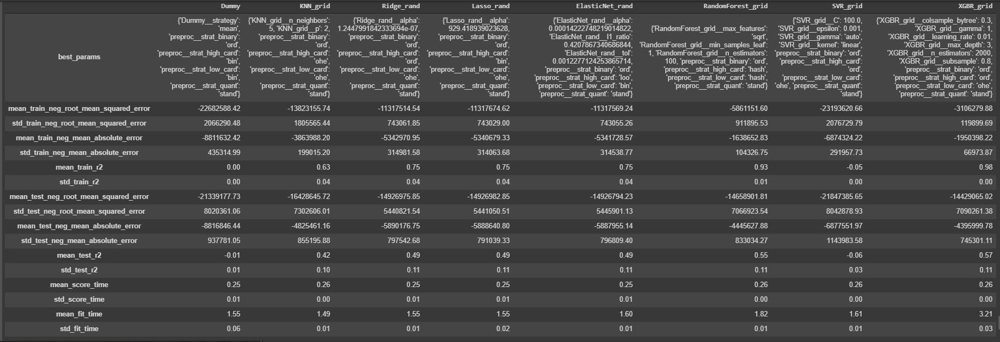 Dummy KNN_grid Ridge_rand Lasso_rand ElasticNet_rand RandomForest_grid SVR_grid XGBR_grid
best_params
{'Dummy__strategy':
'mean',
'preproc__strat_binary':
'ord',
'preproc__strat_high_card':
'bin',
'preproc__strat_low_card':
'bin',
'preproc__strat_quant':
'stand'}
{'KNN_grid__n_neighbors':
5, 'KNN_grid__p': 2,
'preproc__strat_binary':
'ord',
'preproc__strat_high_card':
'ohe',
'preproc__strat_low_card':
'ohe',
'preproc__strat_quant':
'stand'}
{'Ridge_rand__alpha':
1.2447991842333694e-07,
'preproc__strat_binary':
'ord',
'preproc__strat_high_card':
'ord',
'preproc__strat_low_card':
'ohe',
'preproc__strat_quant':
'stand'}
{'Lasso_rand__alpha':
929.418939023628,
'preproc__strat_binary':
'ord',
'preproc__strat_high_card':
'bin',
'preproc__strat_low_card':
'ohe',
'preproc__strat_quant':
'stand'}
{'ElasticNet_rand__alpha':
0.00014222748219014822,
'ElasticNet_rand__l1_ratio':
0.4207867340686844,
'ElasticNet_rand__tol':
0.0012277124253865714,
'preproc__strat_binary': 'ord',
'preproc__strat_high_card': 'loo',
'preproc__strat_low_card': 'bin',
'preproc__strat_quant': 'stand'}
{'RandomForest_grid__max_features':
'sqrt',
'RandomForest_grid__min_samples_leaf':
1, 'RandomForest_grid__n_estimators':
100, 'preproc__strat_binary': 'ord',
'preproc__strat_high_card': 'hash',
'preproc__strat_low_card': 'hash',
'preproc__strat_quant': 'stand'}
{'SVR_grid__C': 100.0,
'SVR_grid__epsilon': 0.001,
'SVR_grid__gamma': 'auto',
'SVR_grid__kernel': 'linear',
'preproc__strat_binary': 'ord',
'preproc__strat_high_card':
'ord',
'preproc__strat_low_card':
'ohe', 'preproc__strat_quant':
'stand'}
{'XGBR_grid__colsample_bytree': 0.3,
'XGBR_grid__gamma': 1,
'XGBR_grid__learning_rate': 0.01,
'XGBR_grid__max_depth': 3,
'XGBR_grid__n_estimators': 2000,
'XGBR_grid__subsample': 0.8,
'preproc__strat_binary': 'ord',
'preproc__strat_high_card': 'ord',
'preproc__strat_low_card': 'ohe',
'preproc__strat_quant': 'stand'}
mean_train_neg_root_mean_squared_error -22682588.42 -13823155.74 -11317514.54 -11317674.62 -11317569.24 -5861151.60 -23193620.66 -3106279.88
std_train_neg_root_mean_squared_error 2066290.48 1805565.44 743061.85 743029.00 743055.26 911895.53 2076729.79 119899.69
mean_train_neg_mean_absolute_error -8811632.42 -3863988.20 -5342970.95 -5340679.33 -5341728.57 -1638652.83 -6874324.22 -1950398.22
std_train_neg_mean_absolute_error 435314.99 199015.20 314981.58 314063.68 314538.77 104326.75 291957.73 66973.87
mean_train_r2 0.00 0.63 0.75 0.75 0.75 0.93 -0.05 0.98
std_train_r2 0.00 0.04 0.04 0.04 0.04 0.01 0.00 0.00
mean_test_neg_root_mean_squared_error -21339177.73 -16428645.72 -14926975.85 -14926982.85 -14926794.23 -14658901.81 -21847385.65 -14429065.02
std_test_neg_root_mean_squared_error 8020361.06 7302606.01 5440821.54 5441050.51 5445901.13 7066923.54 8042878.93 7090261.38
mean_test_neg_mean_absolute_error -8816846.44 -4825461.16 -5890176.75 -5888640.80 -5887955.14 -4445627.88 -6877551.97 -4395999.78
std_test_neg_mean_absolute_error 937781.05 855195.88 797542.68 791039.33 796809.40 833034.27 1143983.58 745301.11
mean_test_r2 -0.01 0.42 0.49 0.49 0.49 0.55 -0.06 0.57
std_test_r2 0.01 0.10 0.11 0.11 0.11 0.11 0.03 0.11
mean_score_time 0.25 0.26 0.25 0.25 0.25 0.26 0.26 0.26
std_score_time 0.01 0.00 0.01 0.01 0.01 0.00 0.00 0.00
mean_fit_time 1.55 1.49 1.55 1.55 1.60 1.82 1.61 3.21
std_fit_time 0.06 0.01 0.01 0.02 0.01 0.01 0.01 0.03